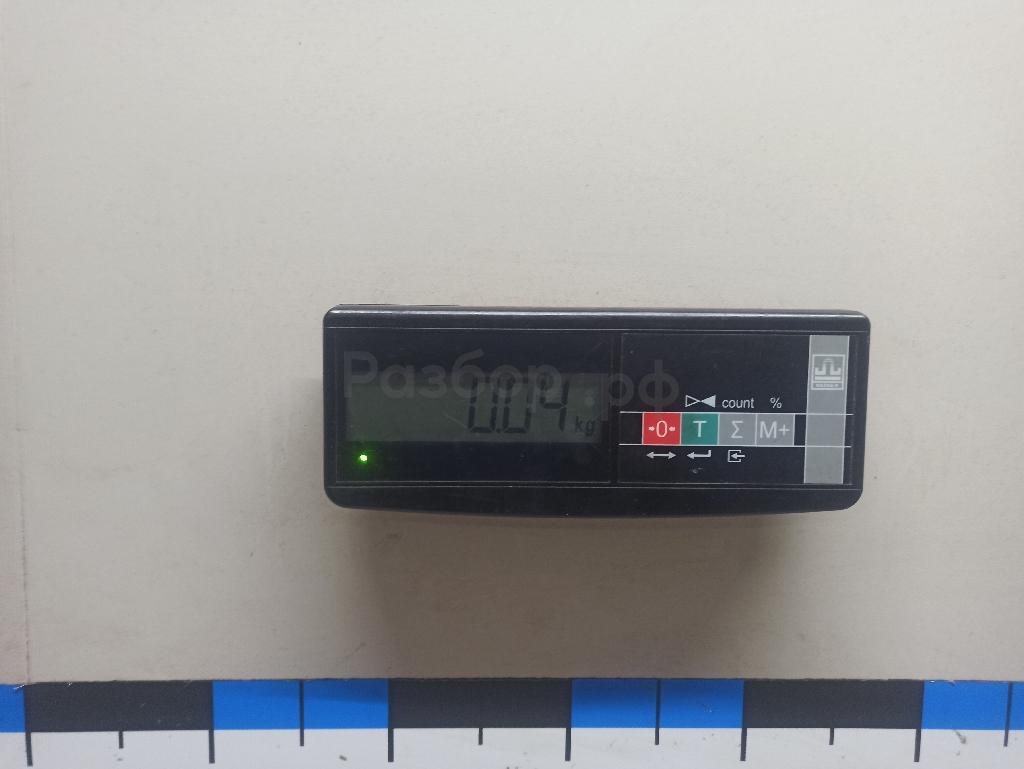 Разбор.рф
0.04 kg
count %
0 T Σ M+